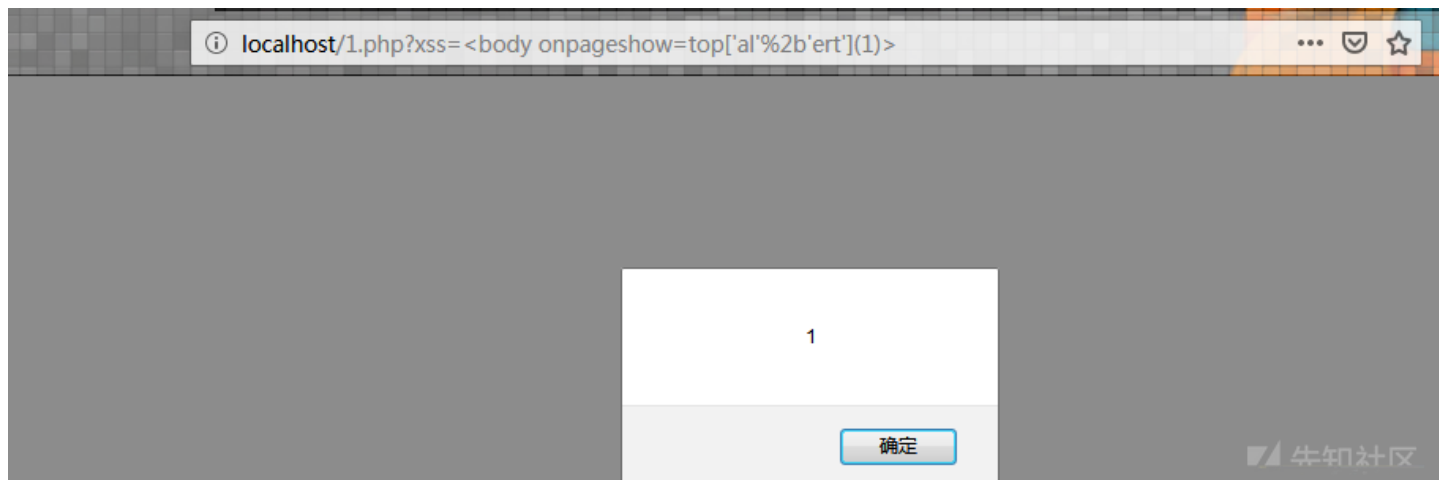 localhost/1.php?xss=<body onpageshow=top['al'%2b'ert'](1)>
1
确定
先知社区